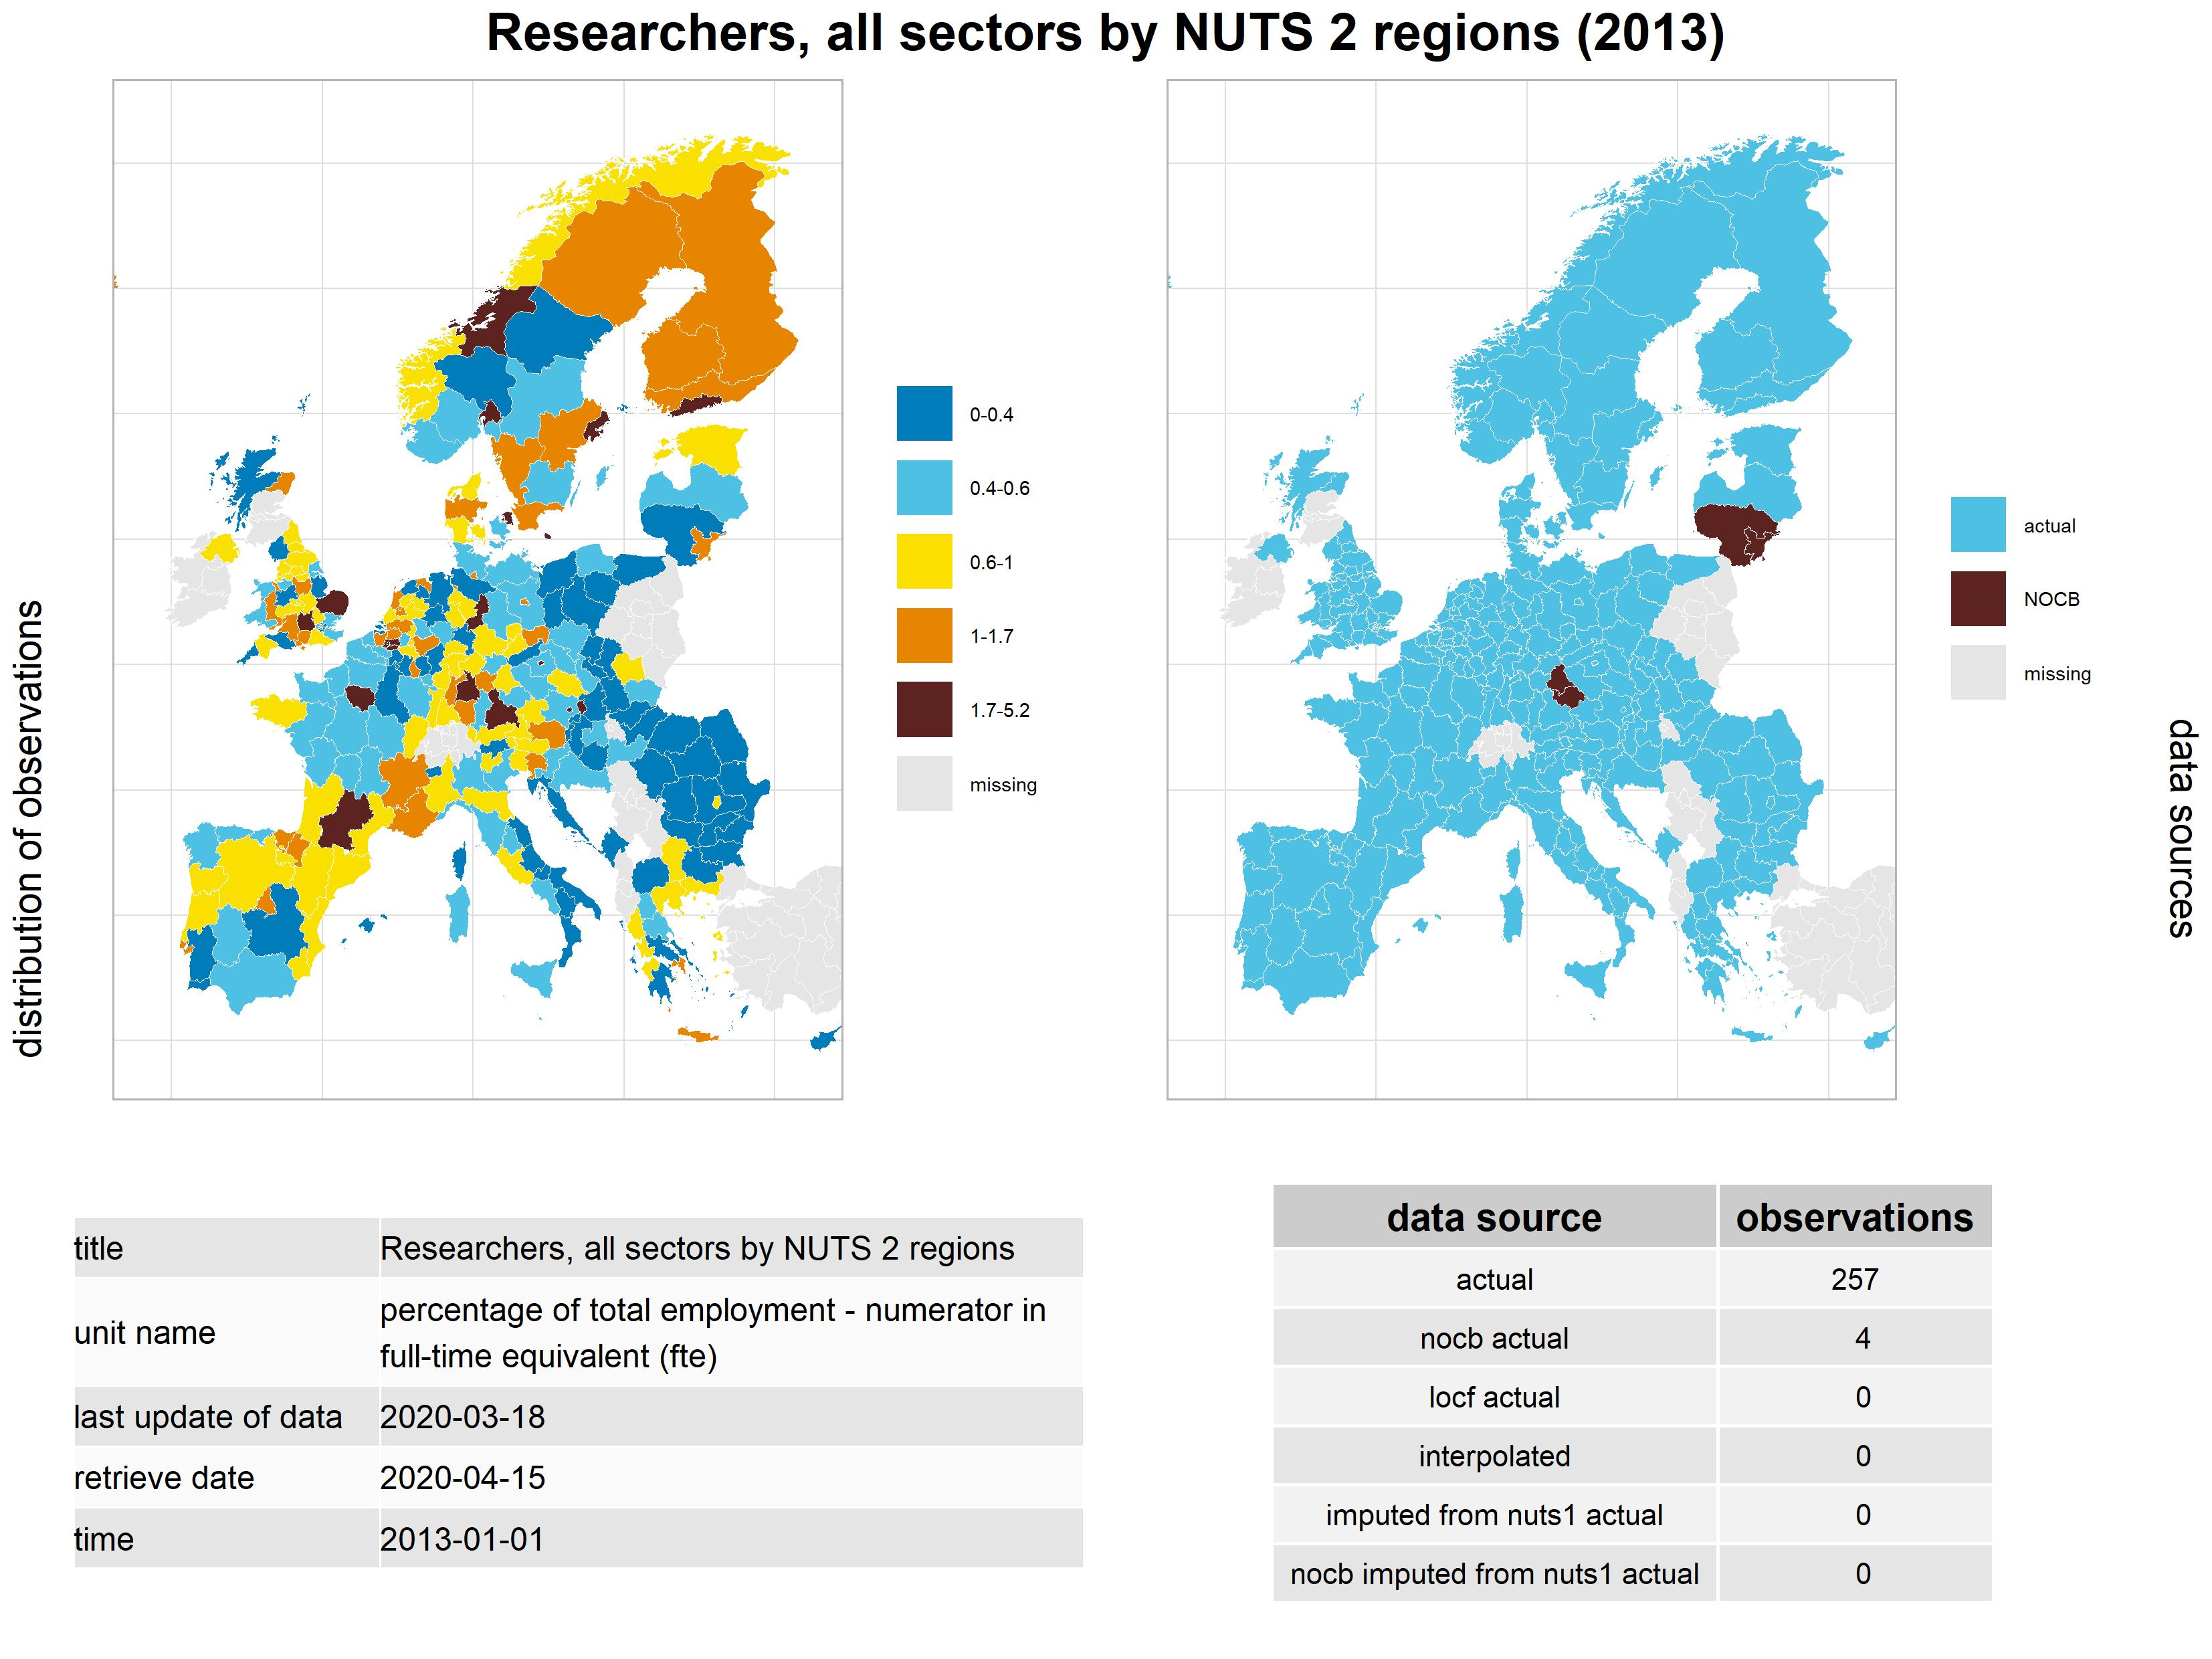 Researchers, all sectors by NUTS 2 regions (2013)
distribution of observations
0-0.4
0.4-0.6
0.6-1
1-1.7
1.7-5.2
missing
actual
NOCB
missing
data sources
title Researchers, all sectors by NUTS 2 regions
unit name percentage of total employment - numerator in
full-time equivalent (fte)
last update of data 2020-03-18
retrieve date 2020-04-15
time 2013-01-01
data source observations
actual 257
nocb actual 4
locf actual 0
interpolated 0
imputed from nuts1 actual 0
nocb imputed from nuts1 actual 0